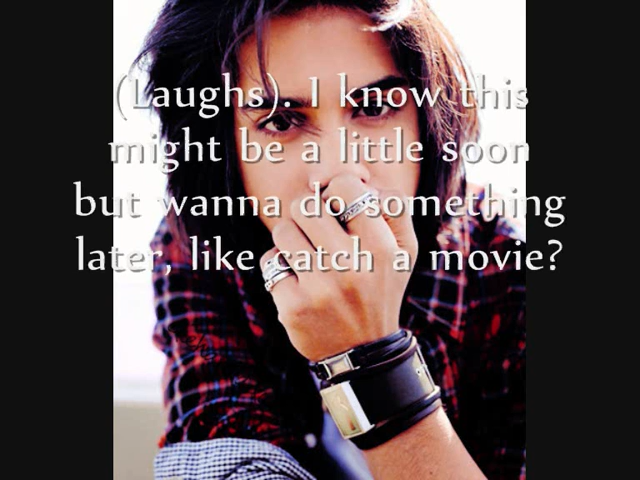 (Laughs). I know this
might be a little soon
but wanna do something
later, like catch a movie?